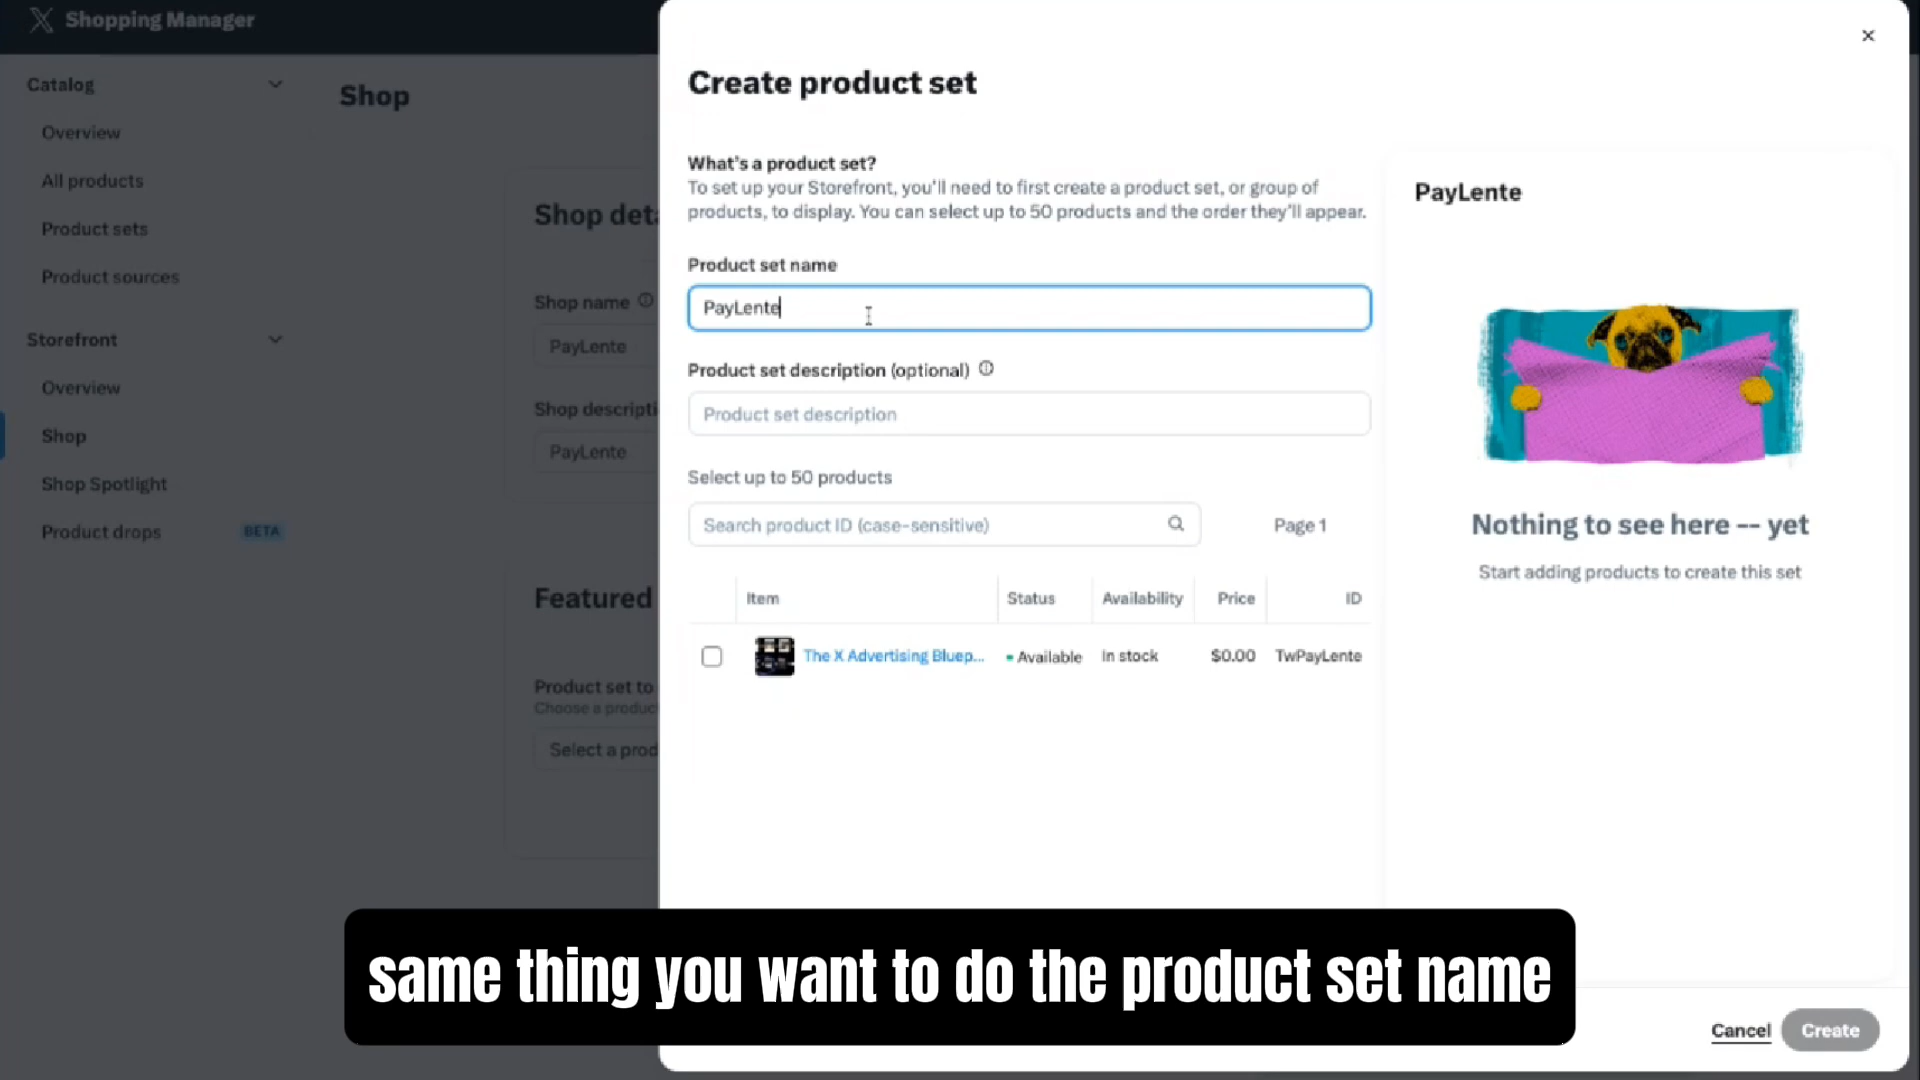 Shopping Manager
Catalog
Overview
All products
Product sets
Product sources
Storefront
Overview
Shop
Shop Spotlight
Product drops BETA
Shop
Shop deta
Shop name
PayLente
Shop descripti
PayLente
Featured
Product set to
Choose a produc
Select a prod
Create product set
What's a product set?
To set up your Storefront, you'll need to first create a product set, or group of
products, to display. You can select up to 50 products and the order they'll appear.
Product set name
PayLente
Product set description (optional)
Product set description
Select up to 50 products
Search product ID (case-sensitive)
Page 1
Item Status Availability Price ID
The X Advertising Bluep... Available In stock $0.00 TwPayLente
PayLente
Nothing to see here -- yet
Start adding products to create this set
same thing you want to do the product set name
Cancel Create